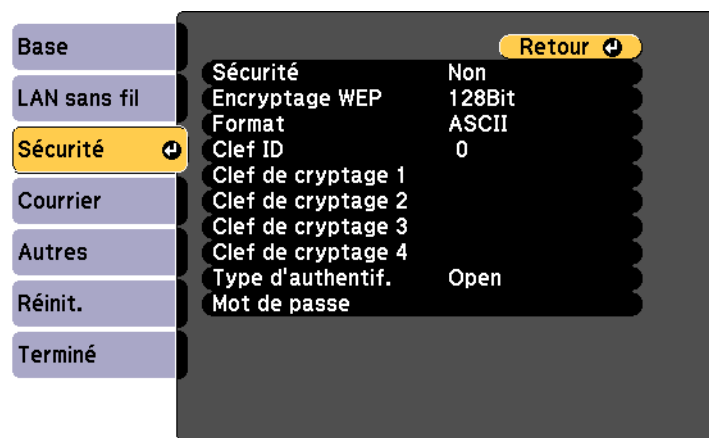 Base
LAN sans fil
Sécurité
Courrier
Autres
Réinit.
Terminé
Retour
Sécurité Non
Encryptage WEP 128Bit
Format ASCII
Clef ID 0
Clef de cryptage 1
Clef de cryptage 2
Clef de cryptage 3
Clef de cryptage 4
Type d'authentif. Open
Mot de passe